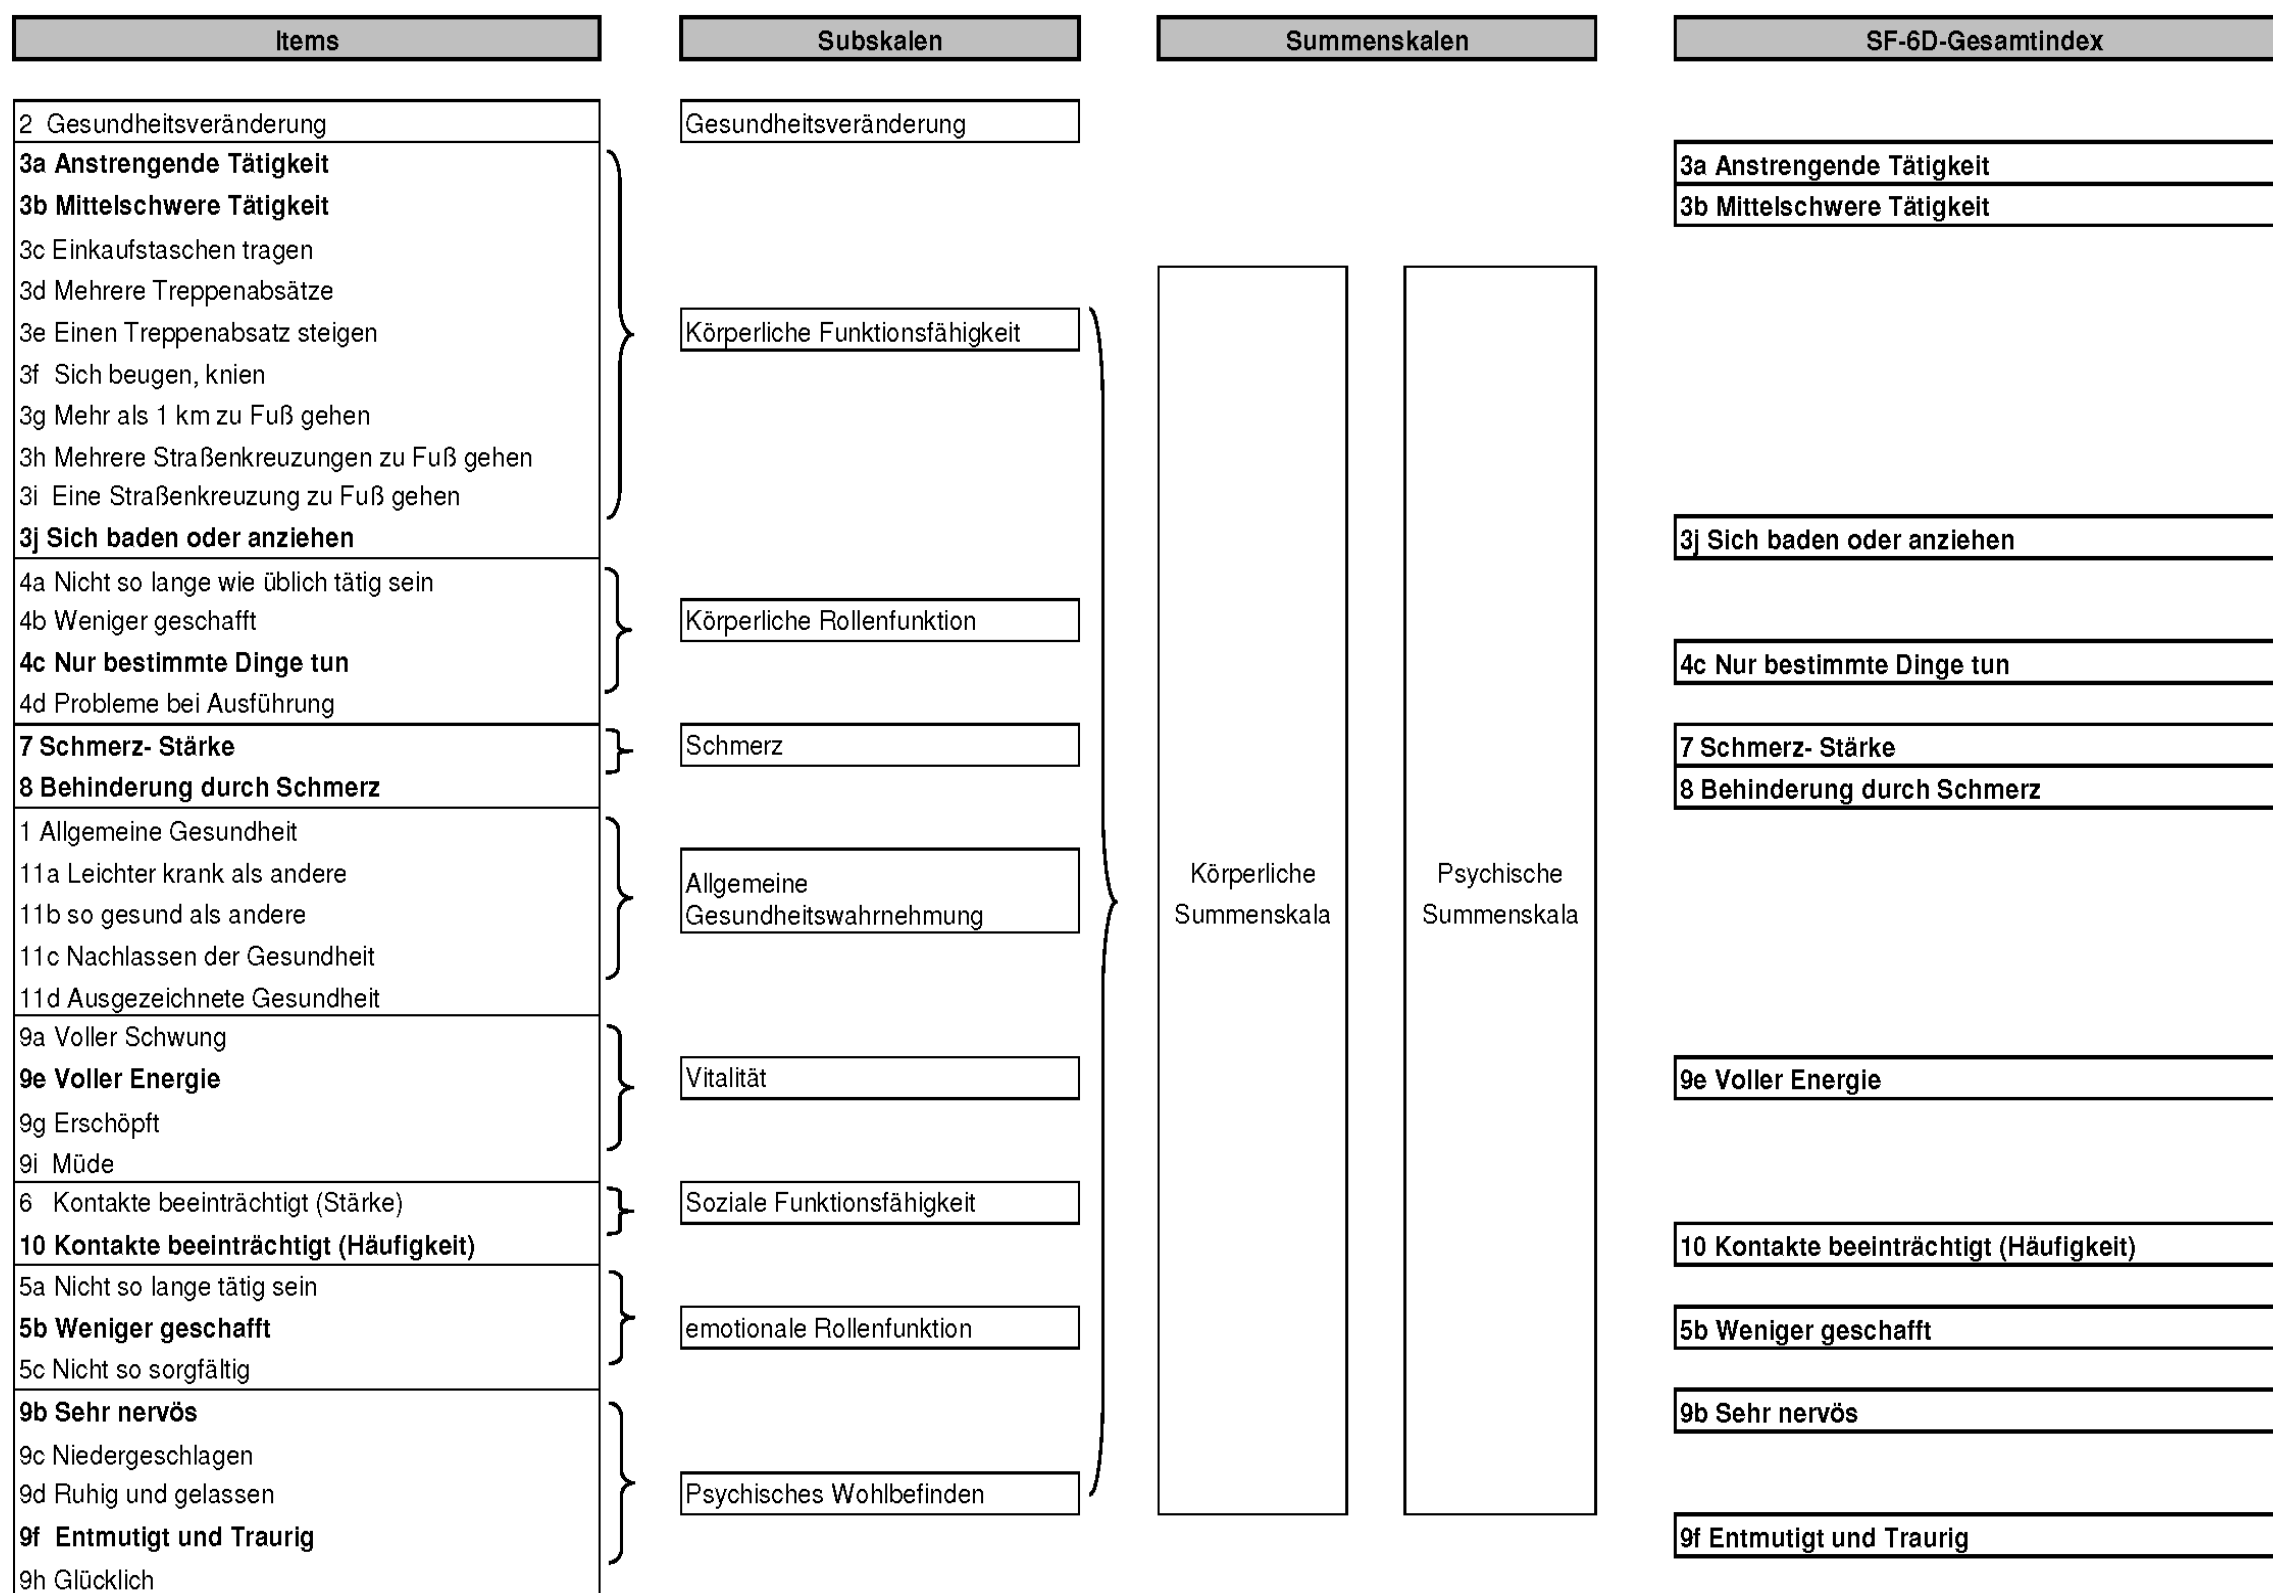 Items
Subskalen
Summenskalen
SF-6D-Gesamtindex
2 Gesundheitsveränderung
3a Anstrengende Tätigkeit
3b Mittelschwere Tätigkeit
3c Einkaufstaschen tragen
3d Mehrere Treppenabsätze
3e Einen Treppenabsatz steigen
3f Sich beugen, knien
3g Mehr als 1 km zu Fuß gehen
3h Mehrere Straßenkreuzungen zu Fuß gehen
3i Eine Straßenkreuzung zu Fuß gehen
3j Sich baden oder anziehen
4a Nicht so lange wie üblich tätig sein
4b Weniger geschafft
4c Nur bestimmte Dinge tun
4d Probleme bei Ausführung
7 Schmerz- Stärke
8 Behinderung durch Schmerz
1 Allgemeine Gesundheit
11a Leichter krank als andere
11b so gesund als andere
11c Nachlassen der Gesundheit
11d Ausgezeichnete Gesundheit
9a Voller Schwung
9e Voller Energie
9g Erschöpft
9i Müde
6 Kontakte beeinträchtigt (Stärke)
10 Kontakte beeinträchtigt (Häufigkeit)
5a Nicht so lange tätig sein
5b Weniger geschafft
5c Nicht so sorgfältig
9b Sehr nervös
9c Niedergeschlagen
9d Ruhig und gelassen
9f Entmutigt und Traurig
9h Glücklich
Gesundheitsveränderung
Körperliche Funktionsfähigkeit
Körperliche Rollenfunktion
Schmerz
Allgemeine
Gesundheitswahrnehmung
Vitalität
Soziale Funktionsfähigkeit
emotionale Rollenfunktion
Psychisches Wohlbefinden
Körperliche
Summenskala
Psychische
Summenskala
3a Anstrengende Tätigkeit
3b Mittelschwere Tätigkeit
3j Sich baden oder anziehen
4c Nur bestimmte Dinge tun
7 Schmerz- Stärke
8 Behinderung durch Schmerz
9e Voller Energie
10 Kontakte beeinträchtigt (Häufigkeit)
5b Weniger geschafft
9b Sehr nervös
9f Entmutigt und Traurig